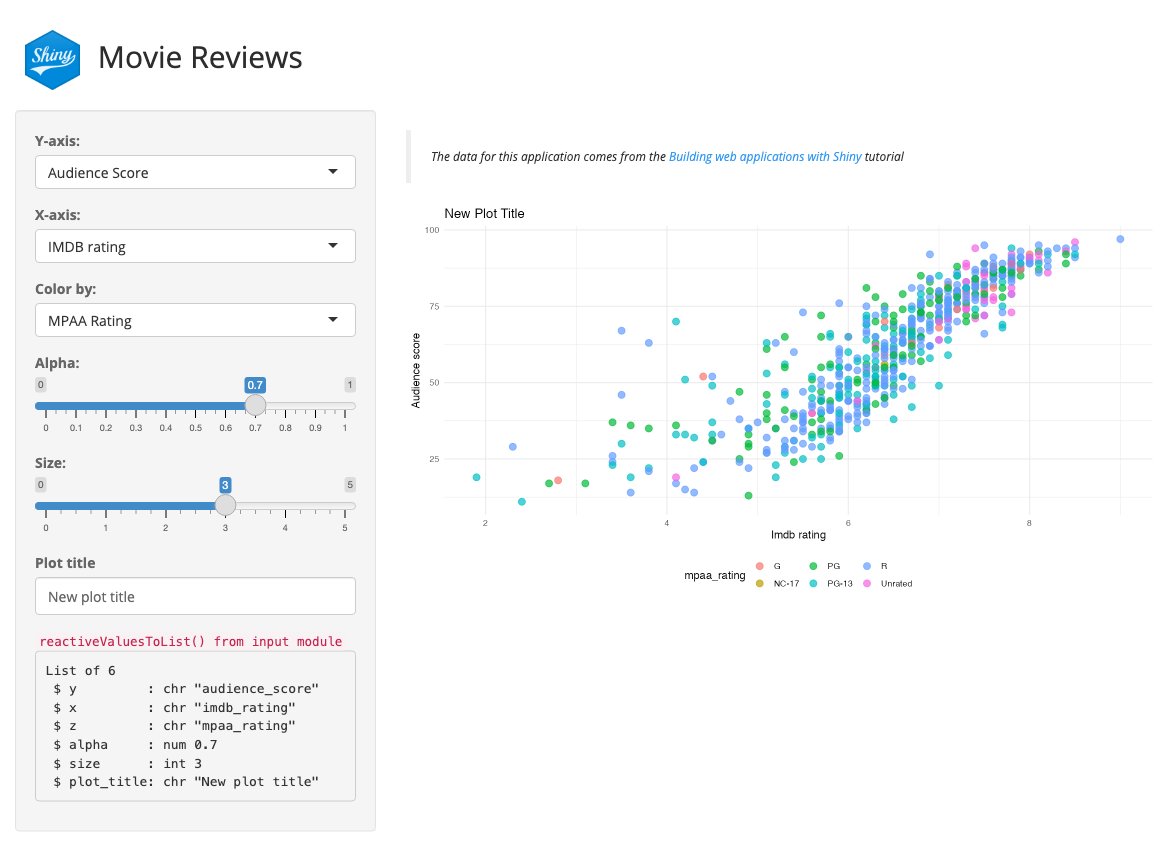 Shiny
Movie Reviews
Y-axis:
Audience Score
X-axis:
IMDB rating
Color by:
MPAA Rating
Alpha:
0 0.7 1
0 0.1 0.2 0.3 0.4 0.5 0.6 0.7 0.8 0.9 1
Size:
0 3 5
0 1 2 3 4 5
Plot title
New plot title
reactiveValuesToList() from input module
List of 6
$ y : chr "audience_score"
$ x : chr "imdb_rating"
$ z : chr "mpaa_rating"
$ alpha : num 0.7
$ size : int 3
$ plot_title: chr "New plot title"
The data for this application comes from the Building web applications with Shiny tutorial
New Plot Title
Audience score
100
75
50
25
2 4 6 8
Imdb rating
mpaa_rating
G PG R
NC-17 PG-13 Unrated